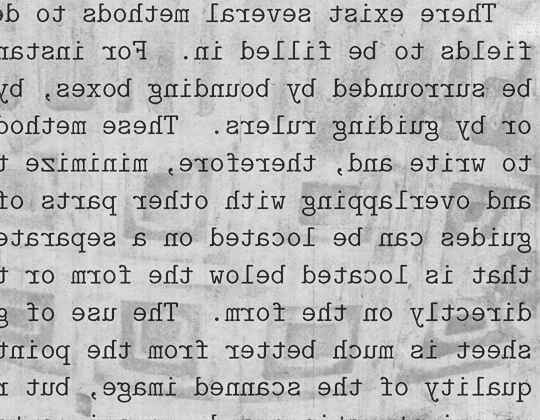 There exist several methods to de
fields to be filled in. For instan
be surrounded by bounding boxes, by
or by guiding rulers. These method
to write and, therefore, minimize t
and overlapping with other parts of
guides can be located on a separate
that is located below the form or t
directly on the form. The use of g
sheet is much better from the point
quality of the scanned image, but r